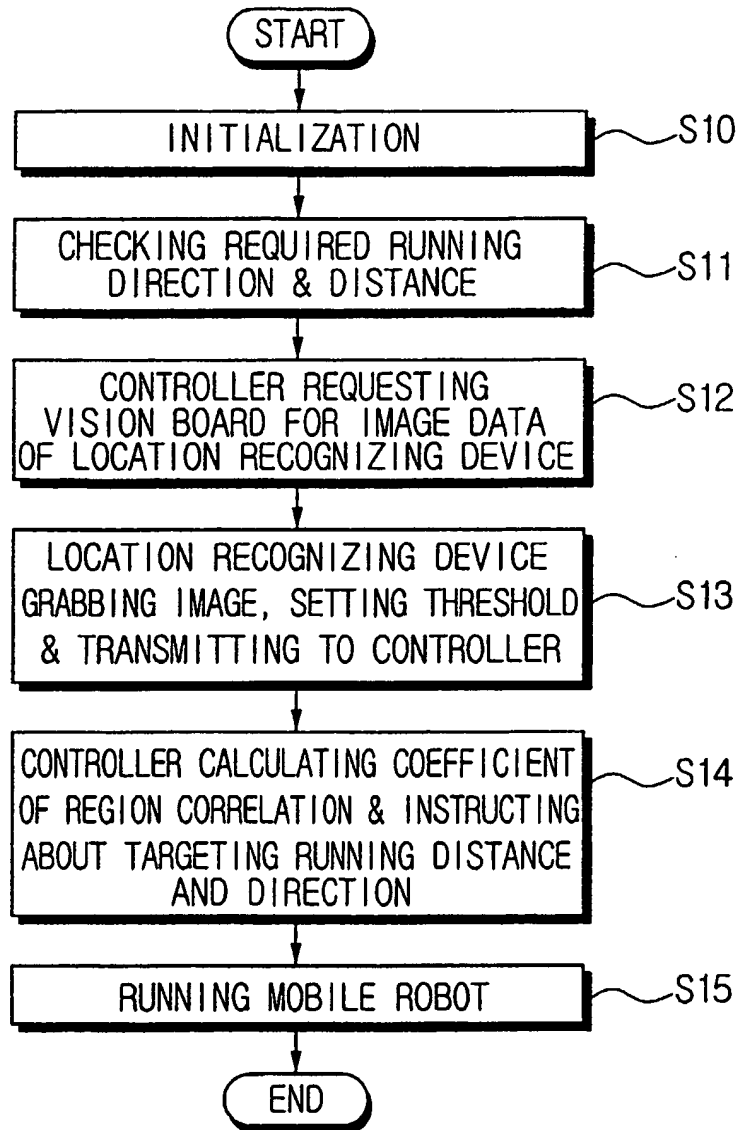 START
INITIALIZATION
S10
CHECKING REQUIRED RUNNING
DIRECTION & DISTANCE
S11
CONTROLLER REQUESTING
VISION BOARD FOR IMAGE DATA
OF LOCATION RECOGNIZING DEVICE
S12
LOCATION RECOGNIZING DEVICE
GRABBING IMAGE, SETTING THRESHOLD
& TRANSMITTING TO CONTROLLER
S13
CONTROLLER CALCULATING COEFFICIENT
OF REGION CORRELATION & INSTRUCTING
ABOUT TARGETING RUNNING DISTANCE
AND DIRECTION
S14
RUNNING MOBILE ROBOT
S15
END